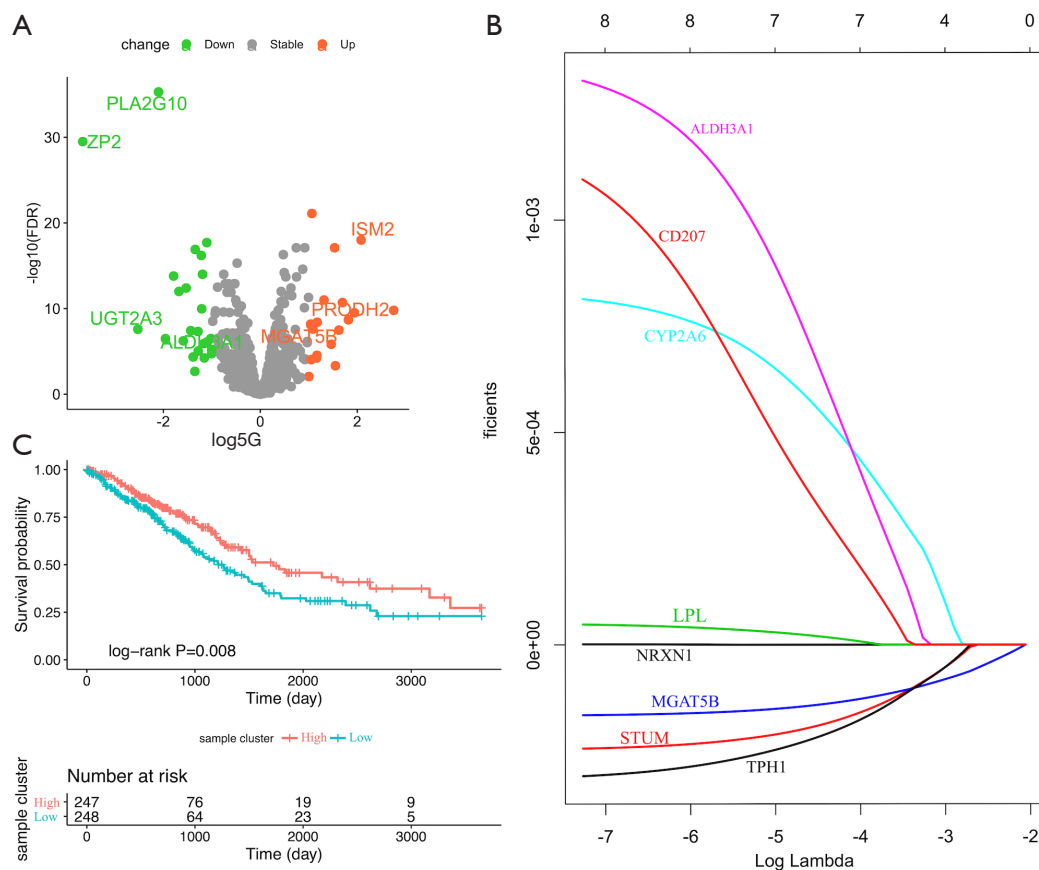 A
change Down Stable Up
-log10(FDR)
30
20
10
0
PLA2G10
ZP2
ISM2
UGT2A3
PRODH2
ALDH3A1
MGAT5B
-2 0 2
log5G
C
Survival probability
1.00
0.75
0.50
0.25
0.00
log-rank P=0.008
0 1000 2000 3000
Time (day)
sample cluster High Low
Number at risk
sample cluster
High 247 76 19 9
Low 248 64 23 5
0 1000 2000 3000
Time (day)
B
8 8 7 7 4 0
ficients
1e-03
5e-04
0e+00
ALDH3A1
CD207
CYP2A6
LPL
NRXN1
MGAT5B
STUM
TPH1
-7 -6 -5 -4 -3 -2
Log Lambda